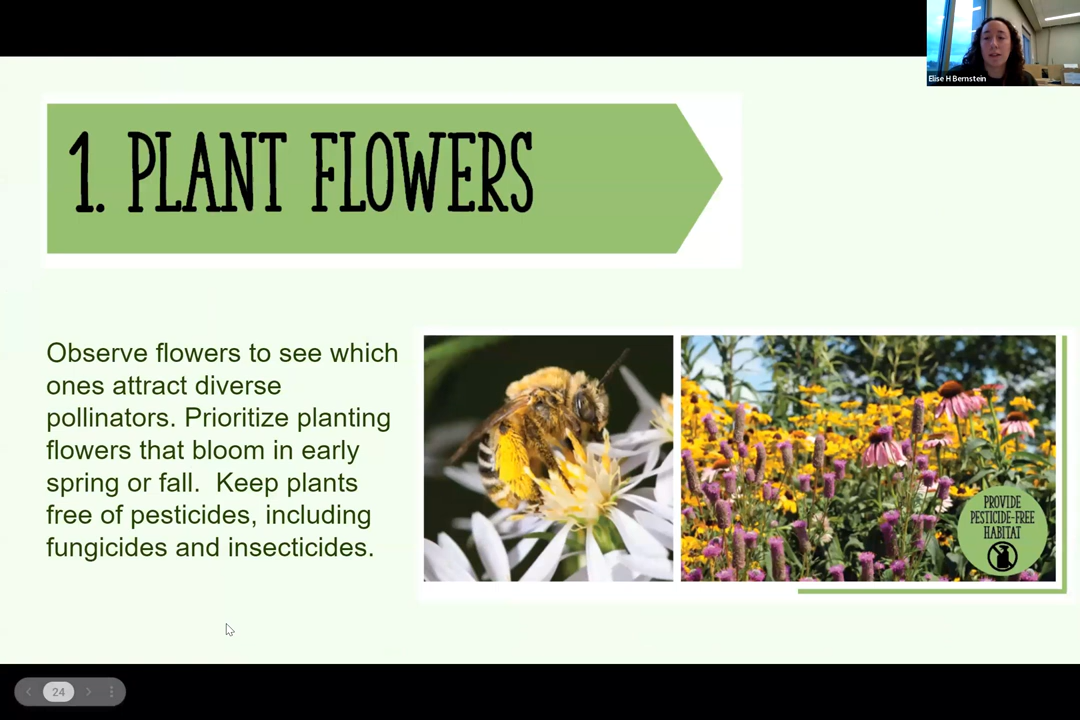 Elise H Bernstein
1. PLANT FLOWERS
Observe flowers to see which
ones attract diverse
pollinators. Prioritize planting
flowers that bloom in early
spring or fall.  Keep plants
free of pesticides, including
fungicides and insecticides.
PROVIDE
PESTICIDE-FREE
HABITAT
24